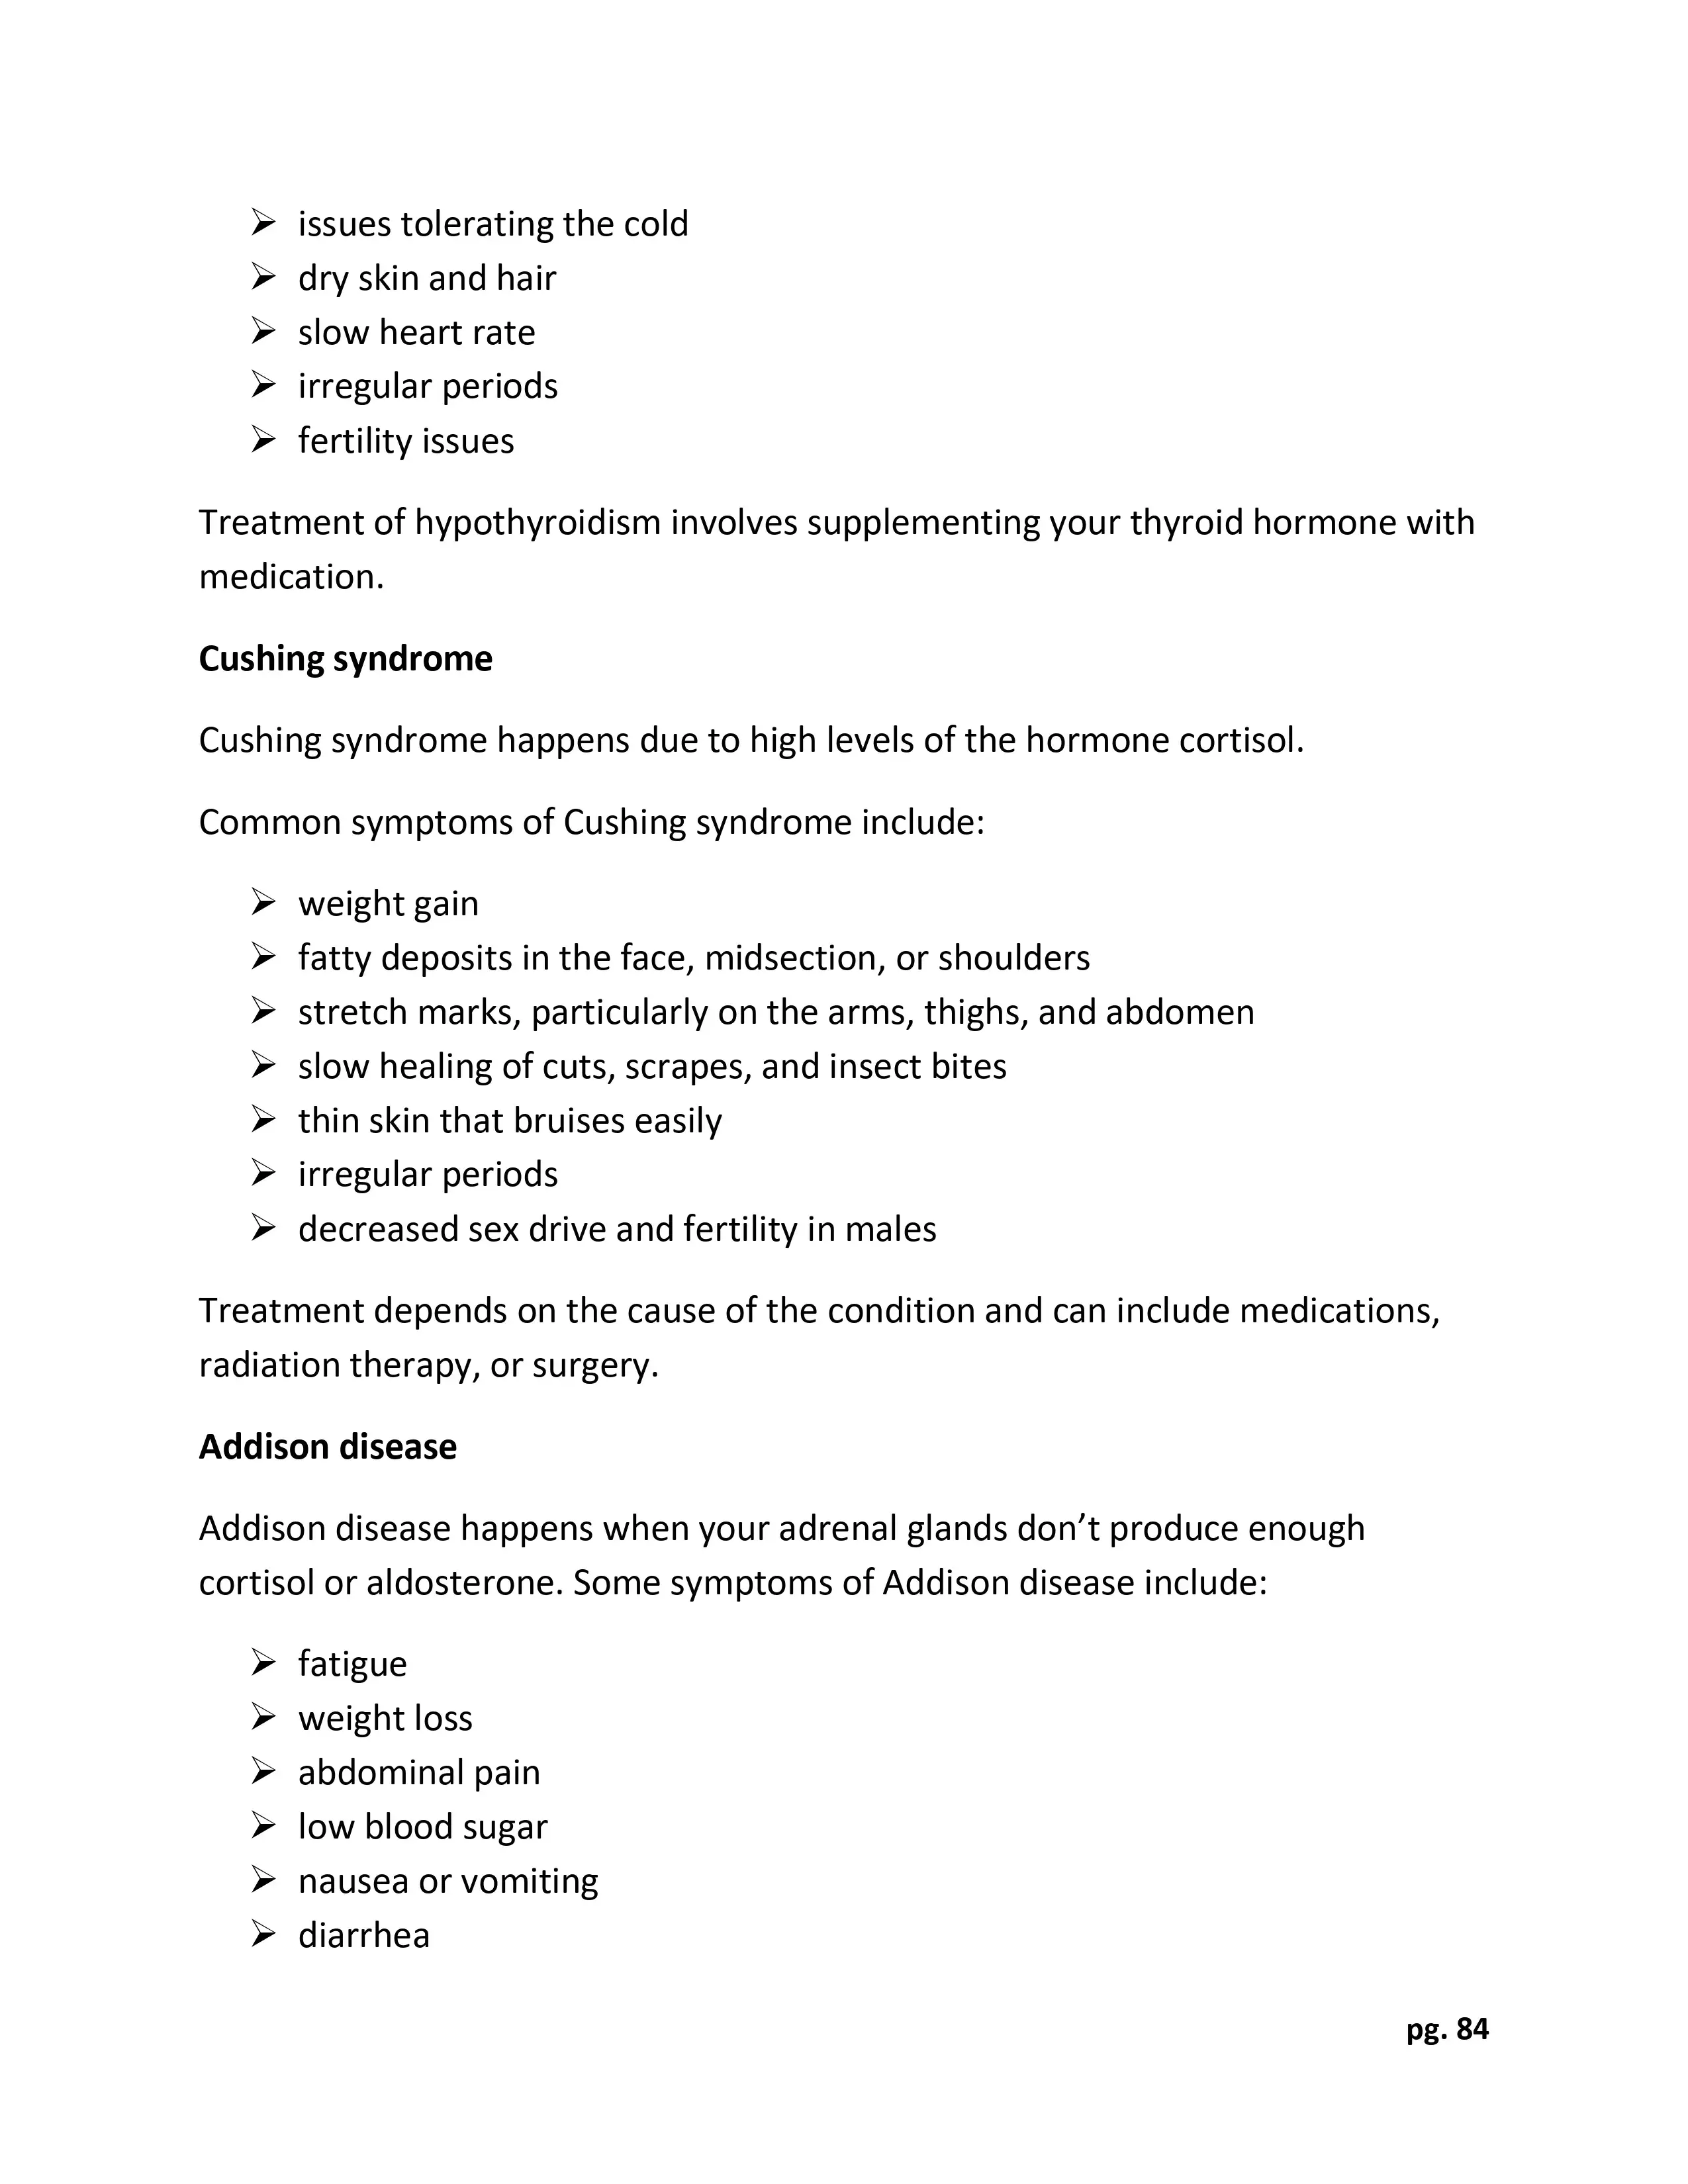 ➢ issues tolerating the cold
➢ dry skin and hair
➢ slow heart rate
➢ irregular periods
➢ fertility issues
Treatment of hypothyroidism involves supplementing your thyroid hormone with
medication.
Cushing syndrome
Cushing syndrome happens due to high levels of the hormone cortisol.
Common symptoms of Cushing syndrome include:
➢ weight gain
➢ fatty deposits in the face, midsection, or shoulders
➢ stretch marks, particularly on the arms, thighs, and abdomen
➢ slow healing of cuts, scrapes, and insect bites
➢ thin skin that bruises easily
➢ irregular periods
➢ decreased sex drive and fertility in males
Treatment depends on the cause of the condition and can include medications,
radiation therapy, or surgery.
Addison disease
Addison disease happens when your adrenal glands don’t produce enough
cortisol or aldosterone. Some symptoms of Addison disease include:
➢ fatigue
➢ weight loss
➢ abdominal pain
➢ low blood sugar
➢ nausea or vomiting
➢ diarrhea
pg. 84